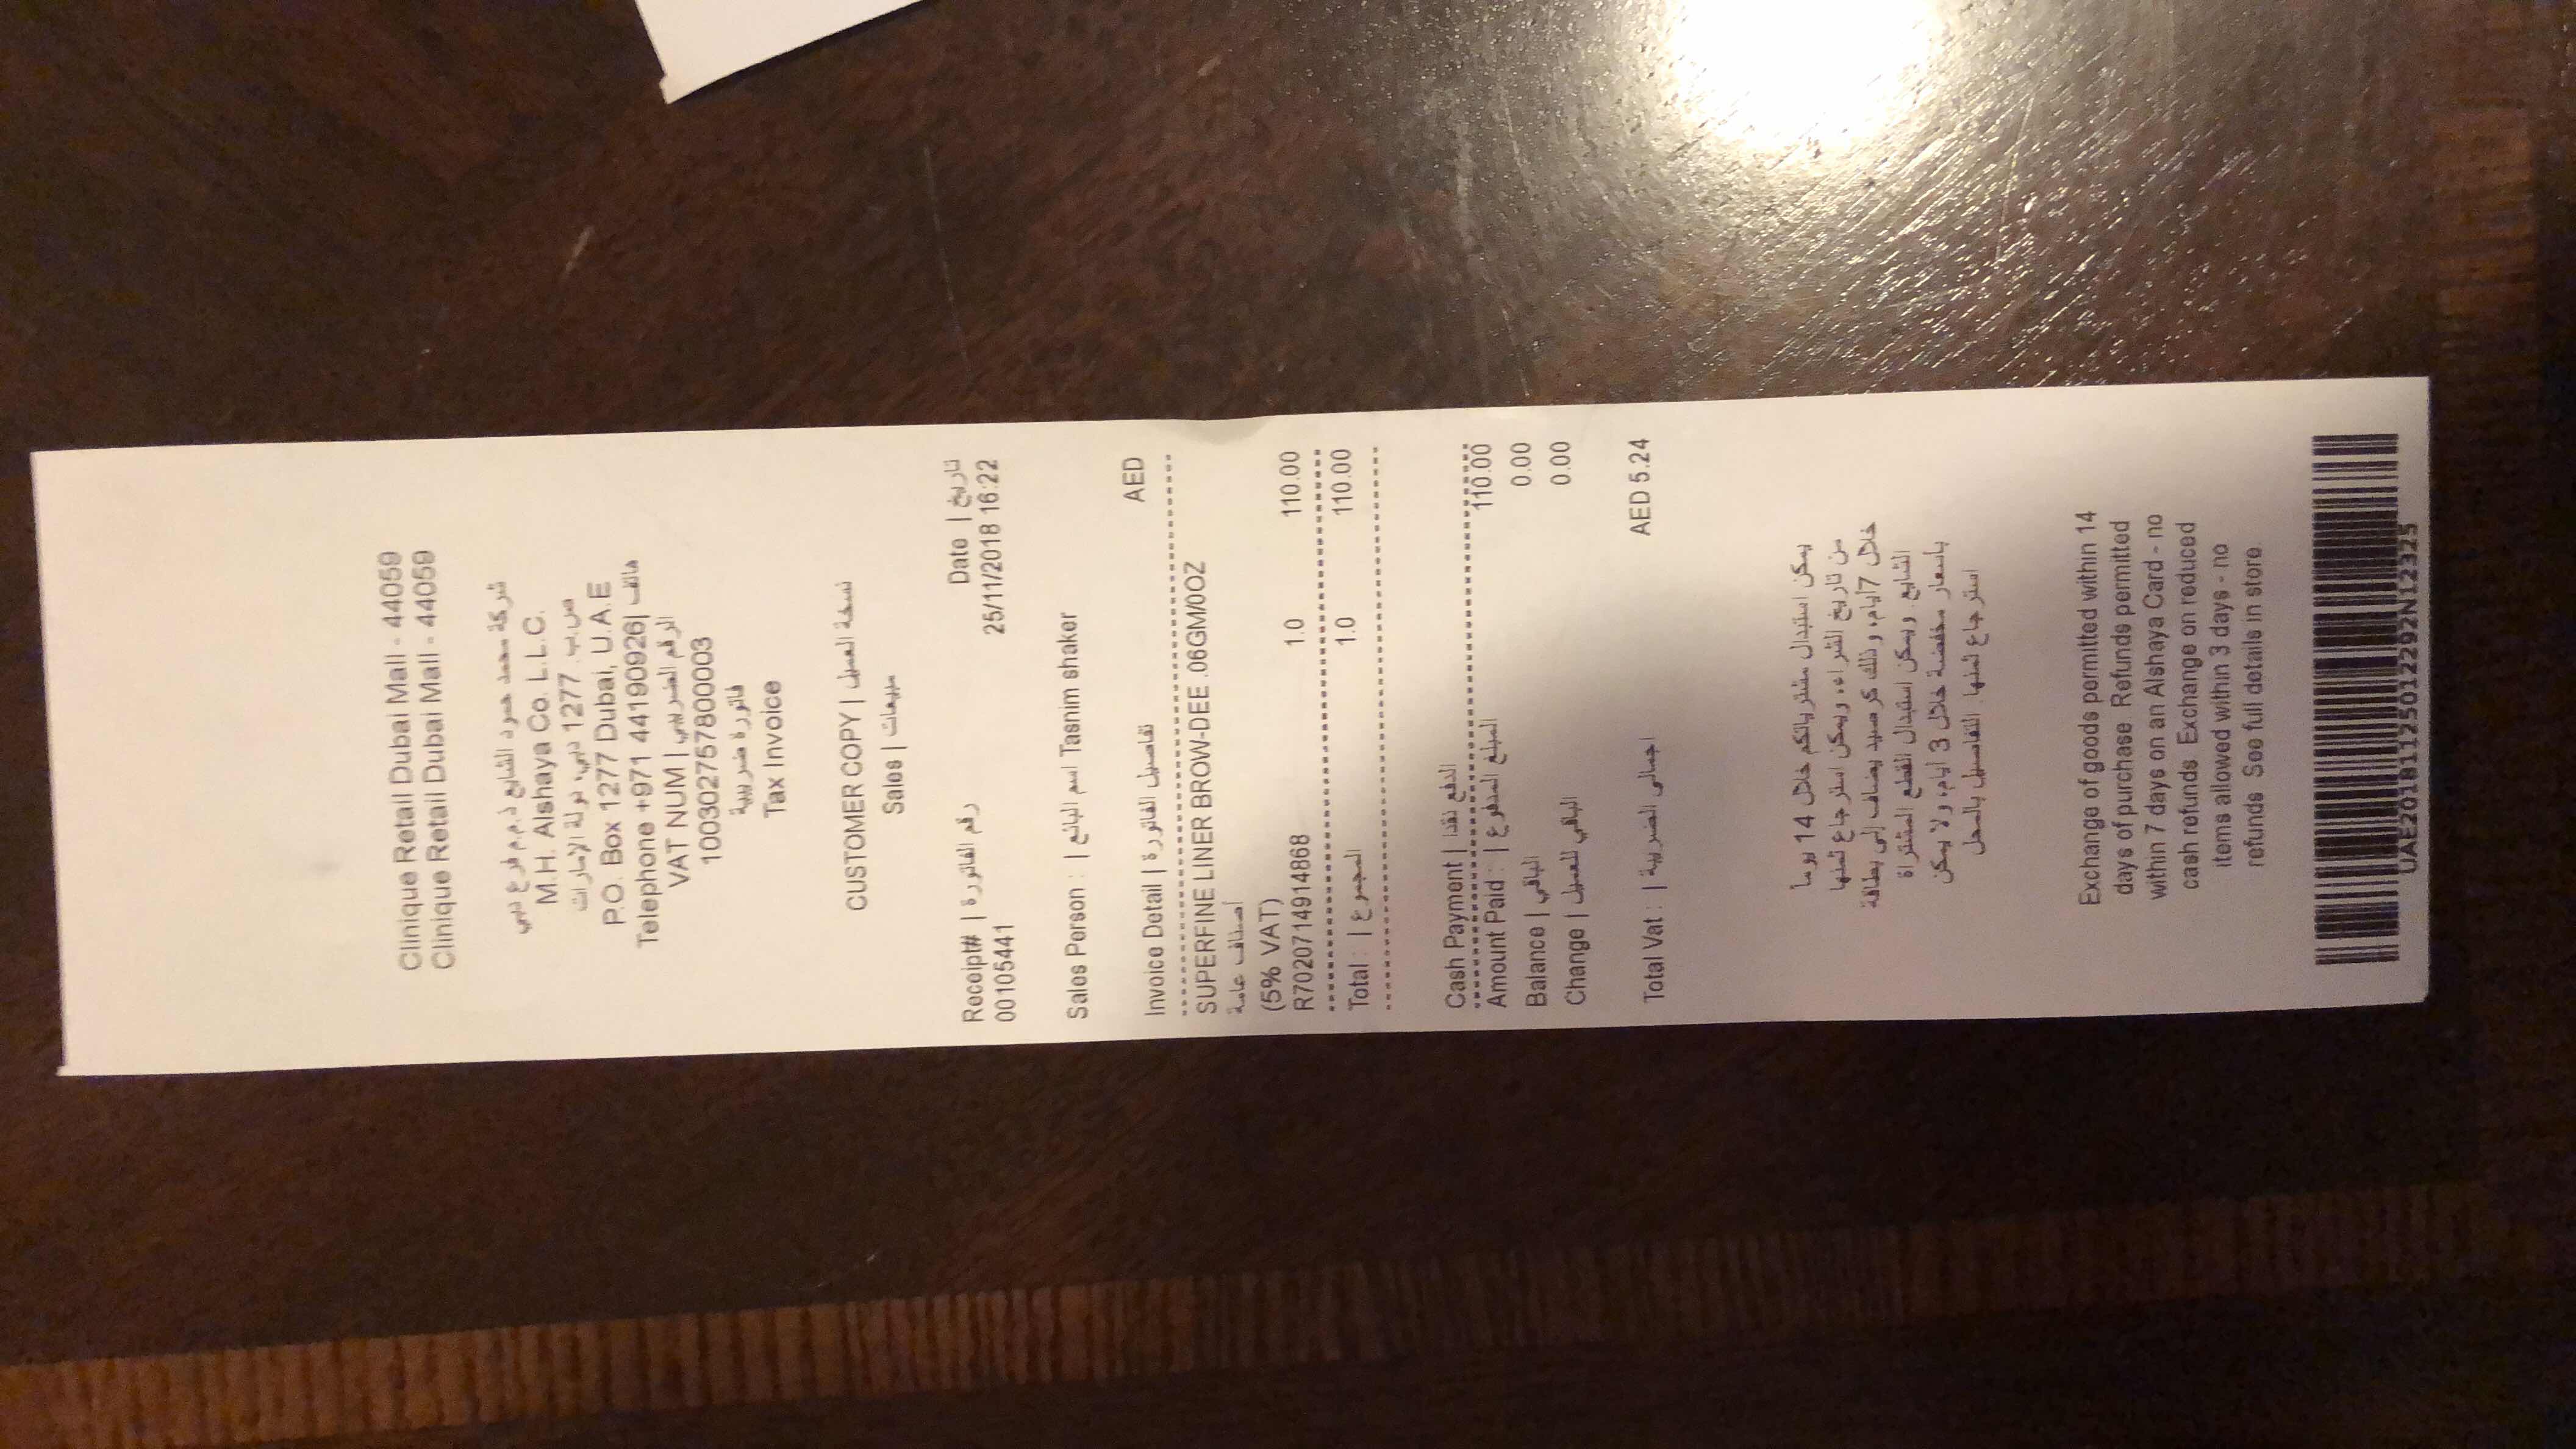 Clinique Retail Dubai Mall - 44059
Clinique Retail Dubai Mall - 44059
شركة محمد حمود الشايع ذ.م.م فرع دبي
M.H. Alshaya Co. L.L.C.
ص.ب. 1277 دبي، دولة الإمارات
P.O. Box 1277 Dubai, U.A.E
Telephone +971 44190926| هاتف
VAT NUM | الرقم الضريبي
100302757800003
فاتورة ضريبية
Tax Invoice
CUSTOMER COPY | نسخة العميل
Sales | مبيعات
Receipt# | رقم الفاتورة Date | تاريخ
00105441 25/11/2018 16:22
Sales Person : | اسم البائع Tasnim shaker
Invoice Detail | تفاصيل الفاتورة AED
SUPERFINE LINER BROW-DEE .06GM/0OZ
أصناف عامة
(5% VAT)
R7020714914868 1.0 110.00
Total : | المجموع 1.0 110.00
Cash Payment | الدفع نقدا
Amount Paid : | المبلغ المدفوع 110.00
Balance | الباقي 0.00
Change | الباقي للعميل 0.00
Total Vat : | اجمالى الضريبة AED 5.24
يمكن استبدال مشترياتكم خلال 14 يوماً
من تاريخ الشراء، ويمكن استرجاع ثمنها
خلال 7أيام، وذلك كرصيد يضاف إلى بطاقة
الشايع. ويمكن استبدال القطع المشتراة
بأسعار مخفضة خلال 3 أيام، ولا يمكن
استرجاع ثمنها. التفاصيل بالمحل
Exchange of goods permitted within 14
days of purchase. Refunds permitted
within 7 days on an Alshaya Card - no
cash refunds. Exchange on reduced
items allowed within 3 days - no
refunds. See full details in store.
UAE20181125012292N12325